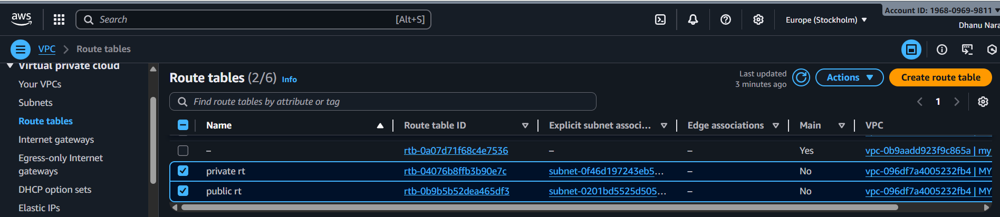 Account ID: 1968-0969-9811
aws
Search [Alt+S]
Europe (Stockholm)
Dhanu Nara
VPC > Route tables
Virtual private cloud
Your VPCs
Subnets
Route tables
Internet gateways
Egress-only Internet
gateways
DHCP option sets
Elastic IPs
Route tables (2/6) Info
Last updated
3 minutes ago
Actions
Create route table
Find route tables by attribute or tag
1
Name Route table ID Explicit subnet associ... Edge associations Main VPC
– rtb-0a07d71f68c4e7536 – – Yes vpc-0b9aadd923f9c865a | my
private rt rtb-04076b8ffb3b90e7c subnet-0f46d197243eb5... – No vpc-096df7a4005232fb4 | MY
public rt rtb-0b9b5b52dea465df3 subnet-0201bd5525d505... – No vpc-096df7a4005232fb4 | MY